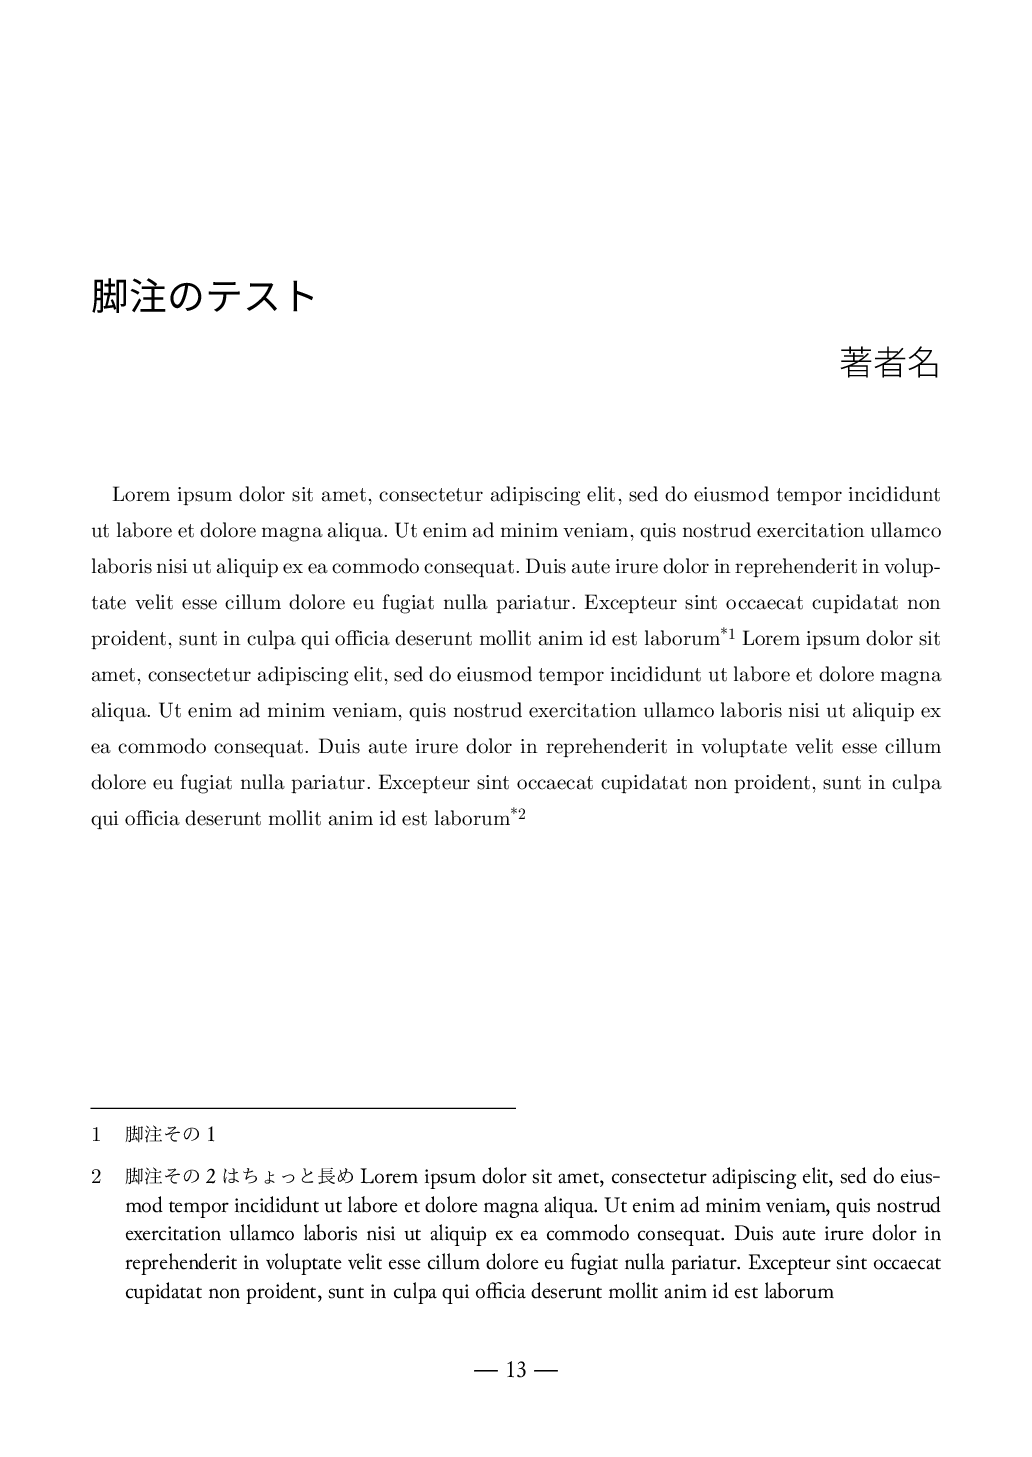 脚注のテスト
著者名
Lorem ipsum dolor sit amet, consectetur adipiscing elit, sed do eiusmod tempor incididunt
ut labore et dolore magna aliqua. Ut enim ad minim veniam, quis nostrud exercitation ullamco
laboris nisi ut aliquip ex ea commodo consequat. Duis aute irure dolor in reprehenderit in volup-
tate velit esse cillum dolore eu fugiat nulla pariatur. Excepteur sint occaecat cupidatat non
proident, sunt in culpa qui officia deserunt mollit anim id est laborum*1 Lorem ipsum dolor sit
amet, consectetur adipiscing elit, sed do eiusmod tempor incididunt ut labore et dolore magna
aliqua. Ut enim ad minim veniam, quis nostrud exercitation ullamco laboris nisi ut aliquip ex
ea commodo consequat. Duis aute irure dolor in reprehenderit in voluptate velit esse cillum
dolore eu fugiat nulla pariatur. Excepteur sint occaecat cupidatat non proident, sunt in culpa
qui officia deserunt mollit anim id est laborum*2
1 脚注その 1
2 脚注その 2 はちょっと長め Lorem ipsum dolor sit amet, consectetur adipiscing elit, sed do eius-
mod tempor incididunt ut labore et dolore magna aliqua. Ut enim ad minim veniam, quis nostrud
exercitation ullamco laboris nisi ut aliquip ex ea commodo consequat. Duis aute irure dolor in
reprehenderit in voluptate velit esse cillum dolore eu fugiat nulla pariatur. Excepteur sint occaecat
cupidatat non proident, sunt in culpa qui officia deserunt mollit anim id est laborum
— 13 —